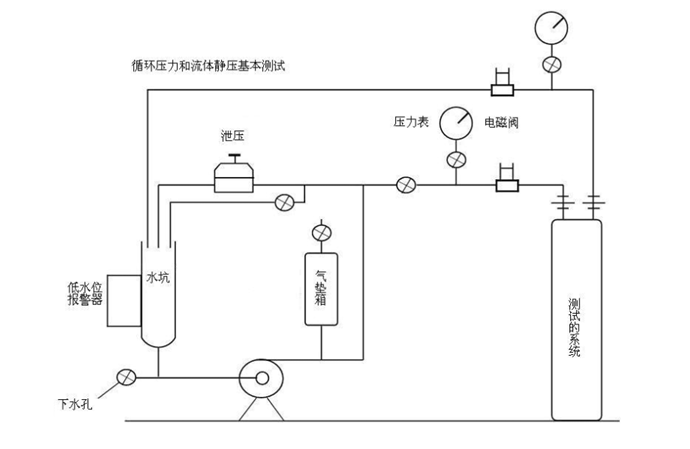 循环压力和流体静压基本测试
压力表
电磁阀
泄压
水坑
低水位
报警器
气垫箱
测试的系统
下水孔